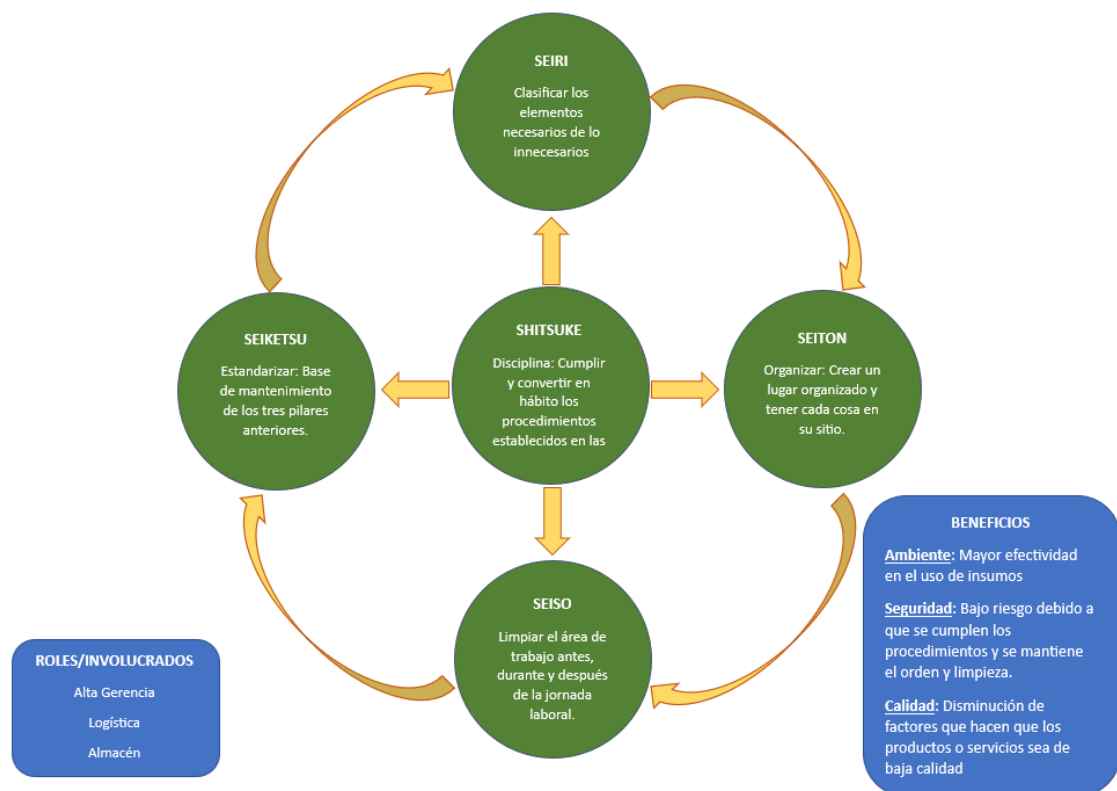 SEIRI
Clasificar los
elementos
necesarios de lo
innecesarios
SEIKETSU
Estandarizar: Base
de mantenimiento
de los tres pilares
anteriores.
SHITSUKE
Disciplina: Cumplir
y convertir en
hábito los
procedimientos
establecidos en las
SEITON
Organizar: Crear un
lugar organizado y
tener cada cosa en
su sitio.
SEISO
Limpiar el área de
trabajo antes,
durante y después
de la jornada
laboral.
ROLES/INVOLUCRADOS
Alta Gerencia
Logística
Almacén
BENEFICIOS
Ambiente: Mayor efectividad
en el uso de insumos
Seguridad: Bajo riesgo debido a
que se cumplen los
procedimientos y se mantiene
el orden y limpieza.
Calidad: Disminución de
factores que hacen que los
productos o servicios sea de
baja calidad